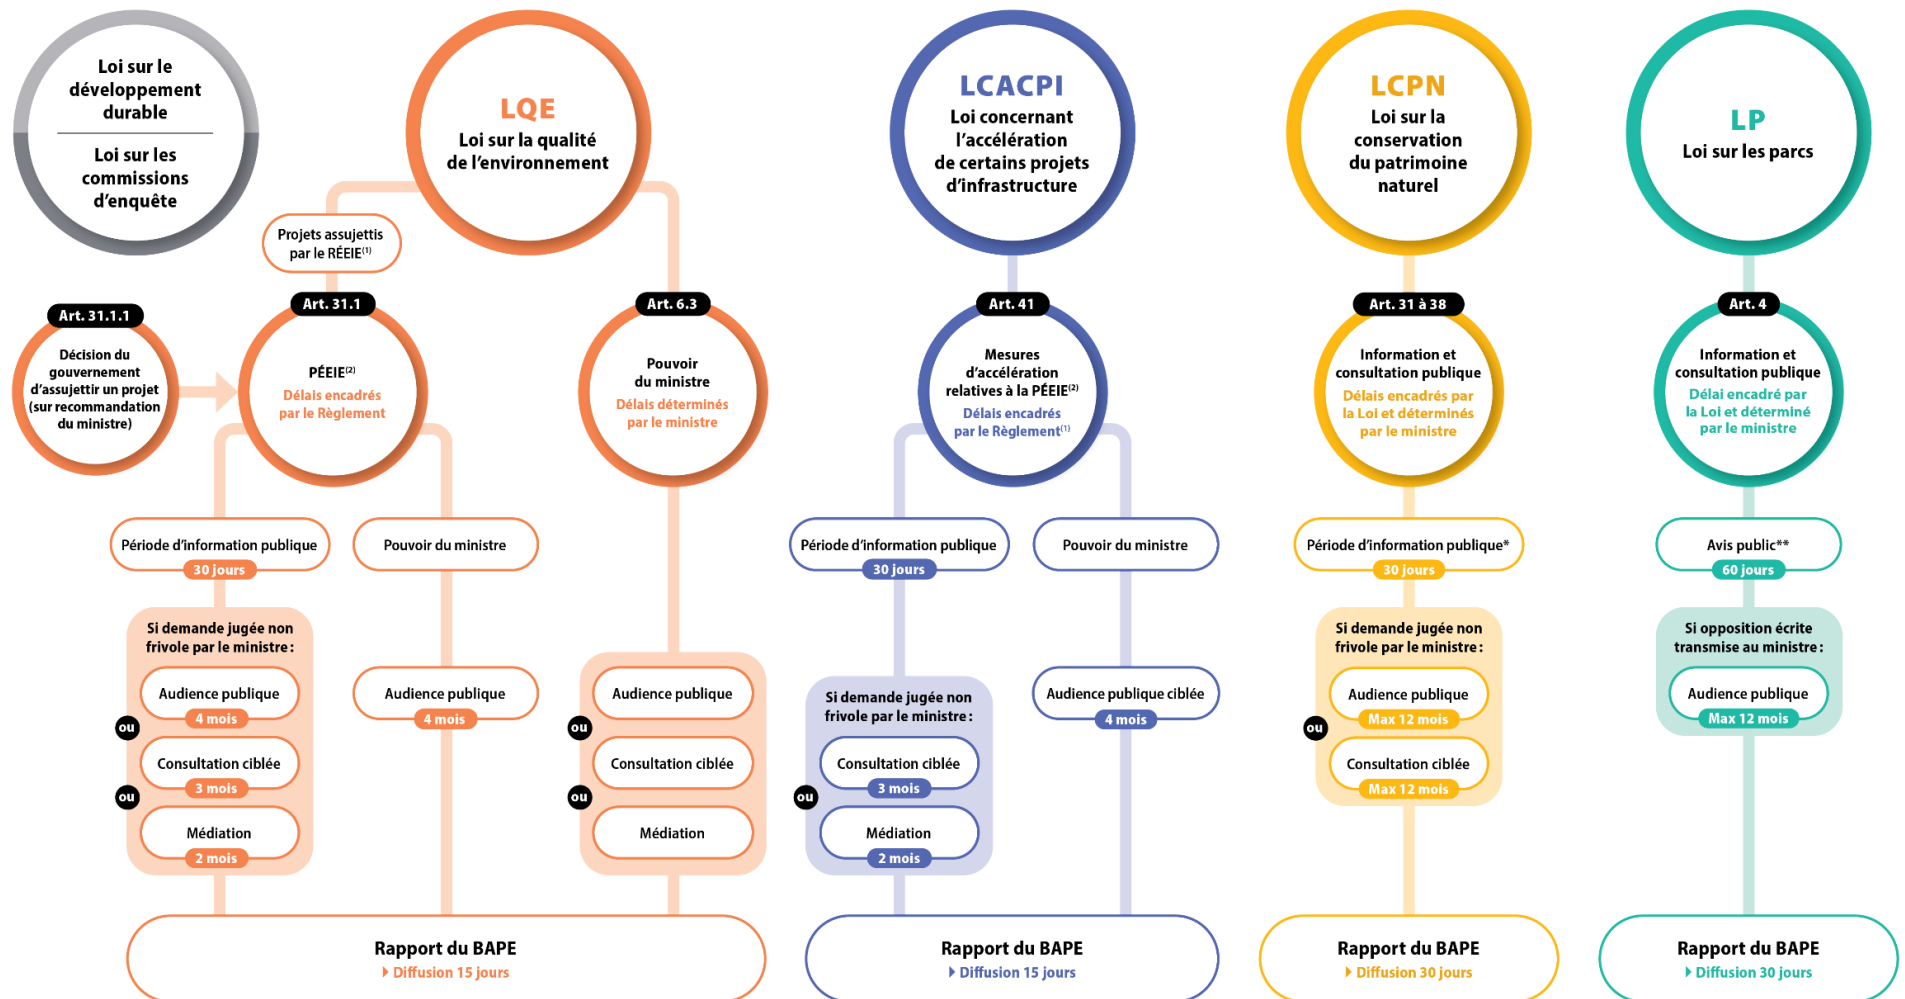 Loi sur le
développement
durable
Loi sur les
commissions
d'enquête
LQE
Loi sur la qualité
de l'environnement
LCACPI
Loi concernant
l'accélération
de certains projets
d'infrastructure
LCPN
Loi sur la
conservation
du patrimoine
naturel
LP
Loi sur les parcs
Projets assujettis
par le RÉEIE(1)
Art. 31.1.1
Décision du
gouvernement
d'assujettir un projet
(sur recommandation
du ministre)
Art. 31.1
PÉEIE(2)
Délais encadrés
par le Règlement
Art. 6.3
Pouvoir
du ministre
Délais déterminés
par le ministre
Art. 41
Mesures
d'accélération
relatives à la PÉEIE(2)
Délais encadrés
par le Règlement(1)
Art. 31 à 38
Information et
consultation publique
Délais encadrés par
la Loi et déterminés
par le ministre
Art. 4
Information et
consultation publique
Délai encadré par
la Loi et déterminé
par le ministre
Période d'information publique
30 jours
Pouvoir du ministre
Période d'information publique
30 jours
Pouvoir du ministre
Période d'information publique*
30 jours
Avis public**
60 jours
Si demande jugée non
frivole par le ministre :
Audience publique
4 mois
ou
Consultation ciblée
3 mois
ou
Médiation
2 mois
Audience publique
4 mois
Audience publique
ou
Consultation ciblée
ou
Médiation
Si demande jugée non
frivole par le ministre :
Consultation ciblée
3 mois
ou
Médiation
2 mois
Audience publique ciblée
4 mois
Si demande jugée non
frivole par le ministre :
Audience publique
Max 12 mois
ou
Consultation ciblée
Max 12 mois
Si opposition écrite
transmise au ministre :
Audience publique
Max 12 mois
Rapport du BAPE
Diffusion 15 jours
Rapport du BAPE
Diffusion 15 jours
Rapport du BAPE
Diffusion 30 jours
Rapport du BAPE
Diffusion 30 jours